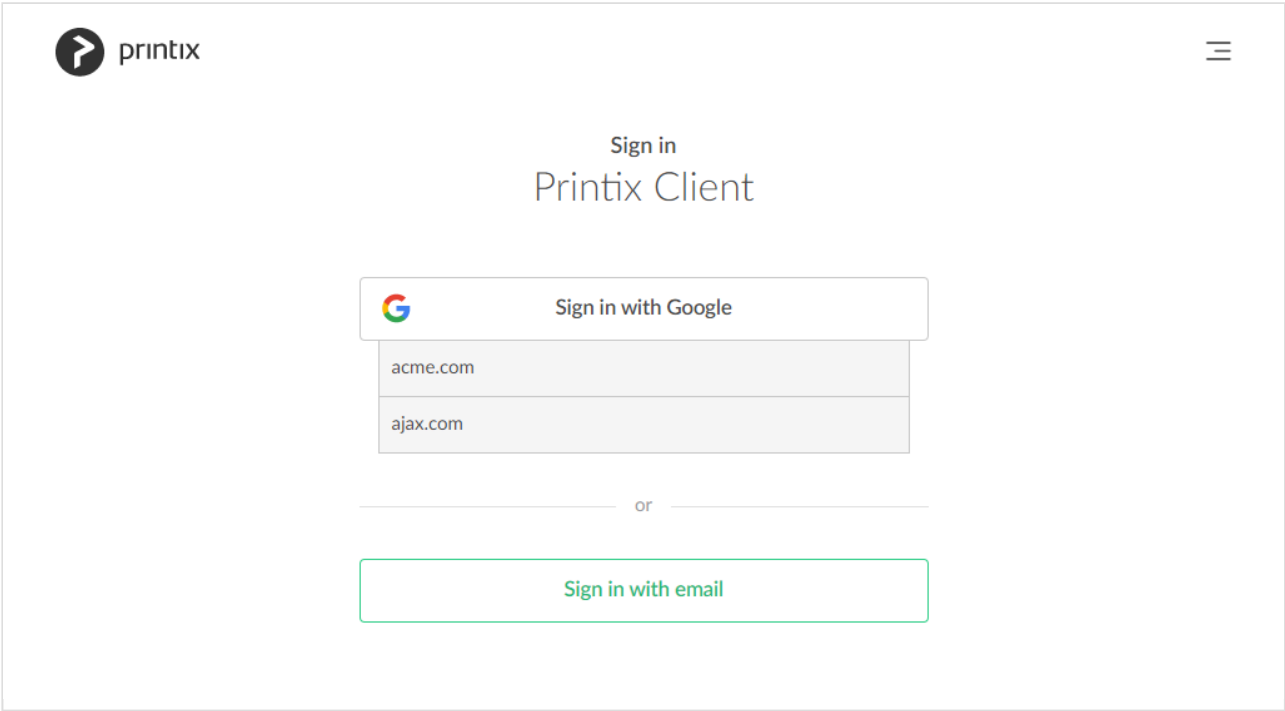 printix
Sign in
Printix Client
Sign in with Google
acme.com
ajax.com
or
Sign in with email